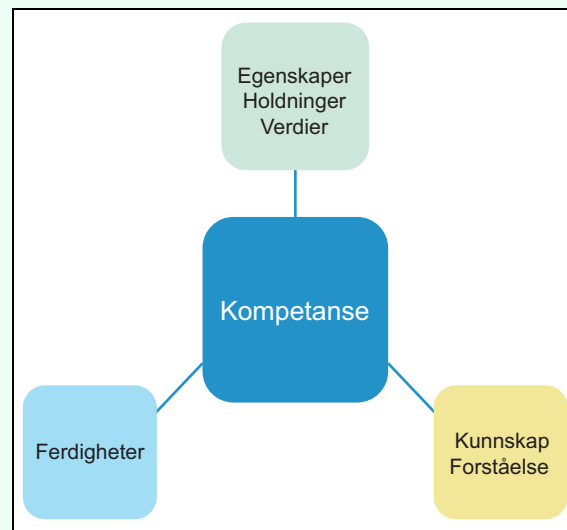 Egenskaper
Holdninger
Verdier
Kompetanse
Ferdigheter
Kunnskap
Forståelse